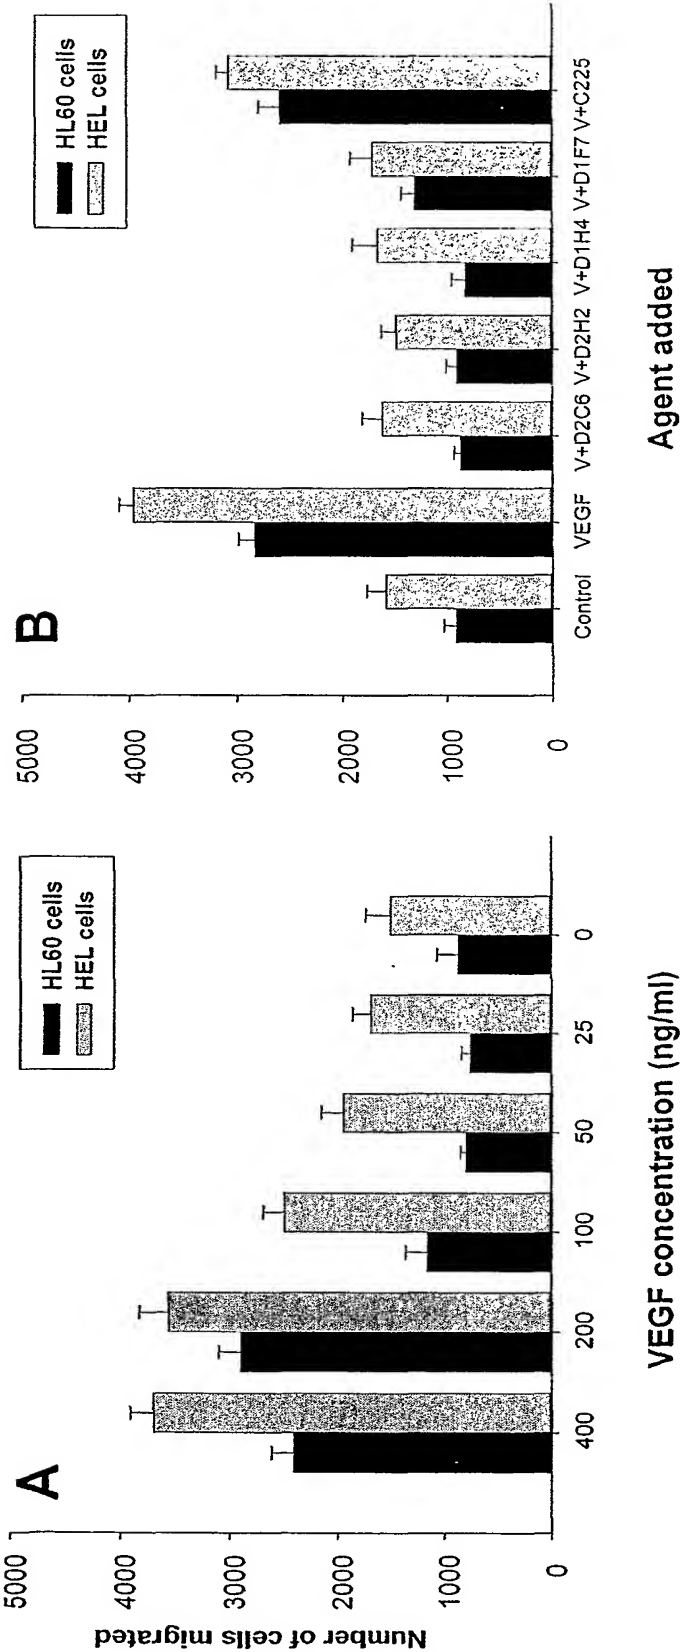 A
HL60 cells
HEL cells
Number of cells migrated
5000
4000
3000
2000
1000
0
400
200
100
50
25
0
VEGF concentration (ng/ml)
B
HL60 cells
HEL cells
5000
4000
3000
2000
1000
0
Control
VEGF
V+D2C6
V+D2H2
V+D1H4
V+D1F7
V+C225
Agent added